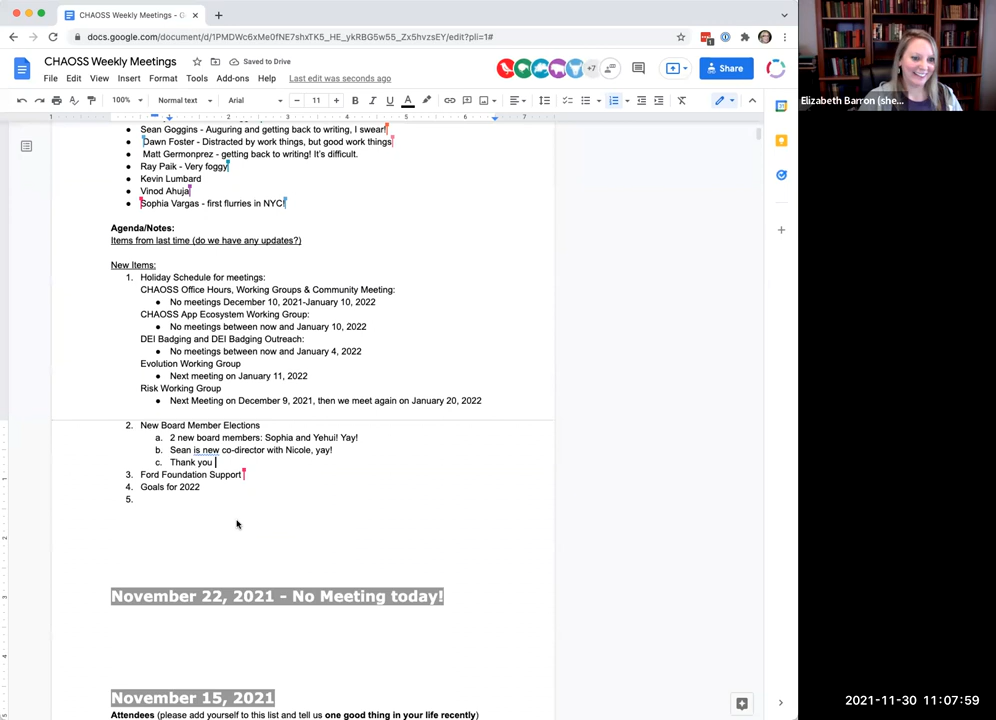 CHAOSS Weekly Meetings - G
docs.google.com/document/d/1PMDWc6xMe0fNE7shxTK5_HE_ykRBG5w55_Zx5hvzsEY/edit?pli=1#
CHAOSS Weekly Meetings
Saved to Drive
File Edit View Insert Format Tools Add-ons Help Last edit was seconds ago
+7
Share
100% Normal text Arial 11
1 1 2 3 4 5 6 7
Sean Goggins - Auguring and getting back to writing, I swear!
Dawn Foster - Distracted by work things, but good work things
Matt Germonprez - getting back to writing! It's difficult.
Ray Paik - Very foggy
Kevin Lumbard
Vinod Ahuja
Sophia Vargas - first flurries in NYC!
Agenda/Notes:
Items from last time (do we have any updates?)
New Items:
1. Holiday Schedule for meetings:
CHAOSS Office Hours, Working Groups & Community Meeting:
No meetings December 10, 2021-January 10, 2022
CHAOSS App Ecosystem Working Group:
No meetings between now and January 10, 2022
DEI Badging and DEI Badging Outreach:
No meetings between now and January 4, 2022
Evolution Working Group
Next meeting on January 11, 2022
Risk Working Group
Next Meeting on December 9, 2021, then we meet again on January 20, 2022
2. New Board Member Elections
a. 2 new board members: Sophia and Yehui! Yay!
b. Sean is new co-director with Nicole, yay!
c. Thank you
3. Ford Foundation Support
4. Goals for 2022
5.
November 22, 2021 - No Meeting today!
November 15, 2021
Attendees (please add yourself to this list and tell us one good thing in your life recently)
Elizabeth Barron (she...
2021-11-30 11:07:59